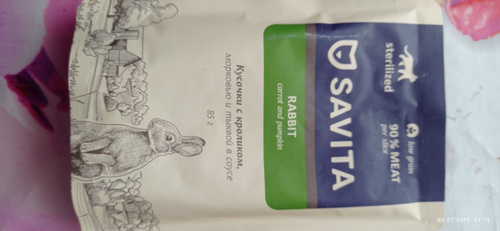 sterilized
SAVITA
low grain
90% MEAT
per slice
RABBIT
carrot and pumpkin
Кусочки с кроликом,
морковью и тыквой в соусе
85 г